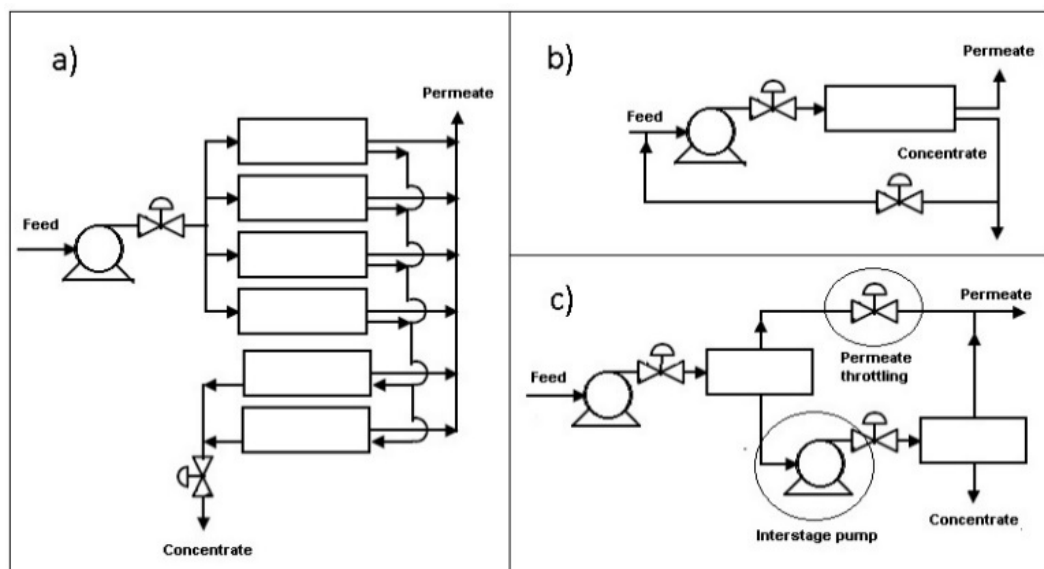 a)
Permeate
Feed
Concentrate
b)
Permeate
Feed
Concentrate
c)
Permeate
Permeate
throttling
Feed
Interstage pump
Concentrate